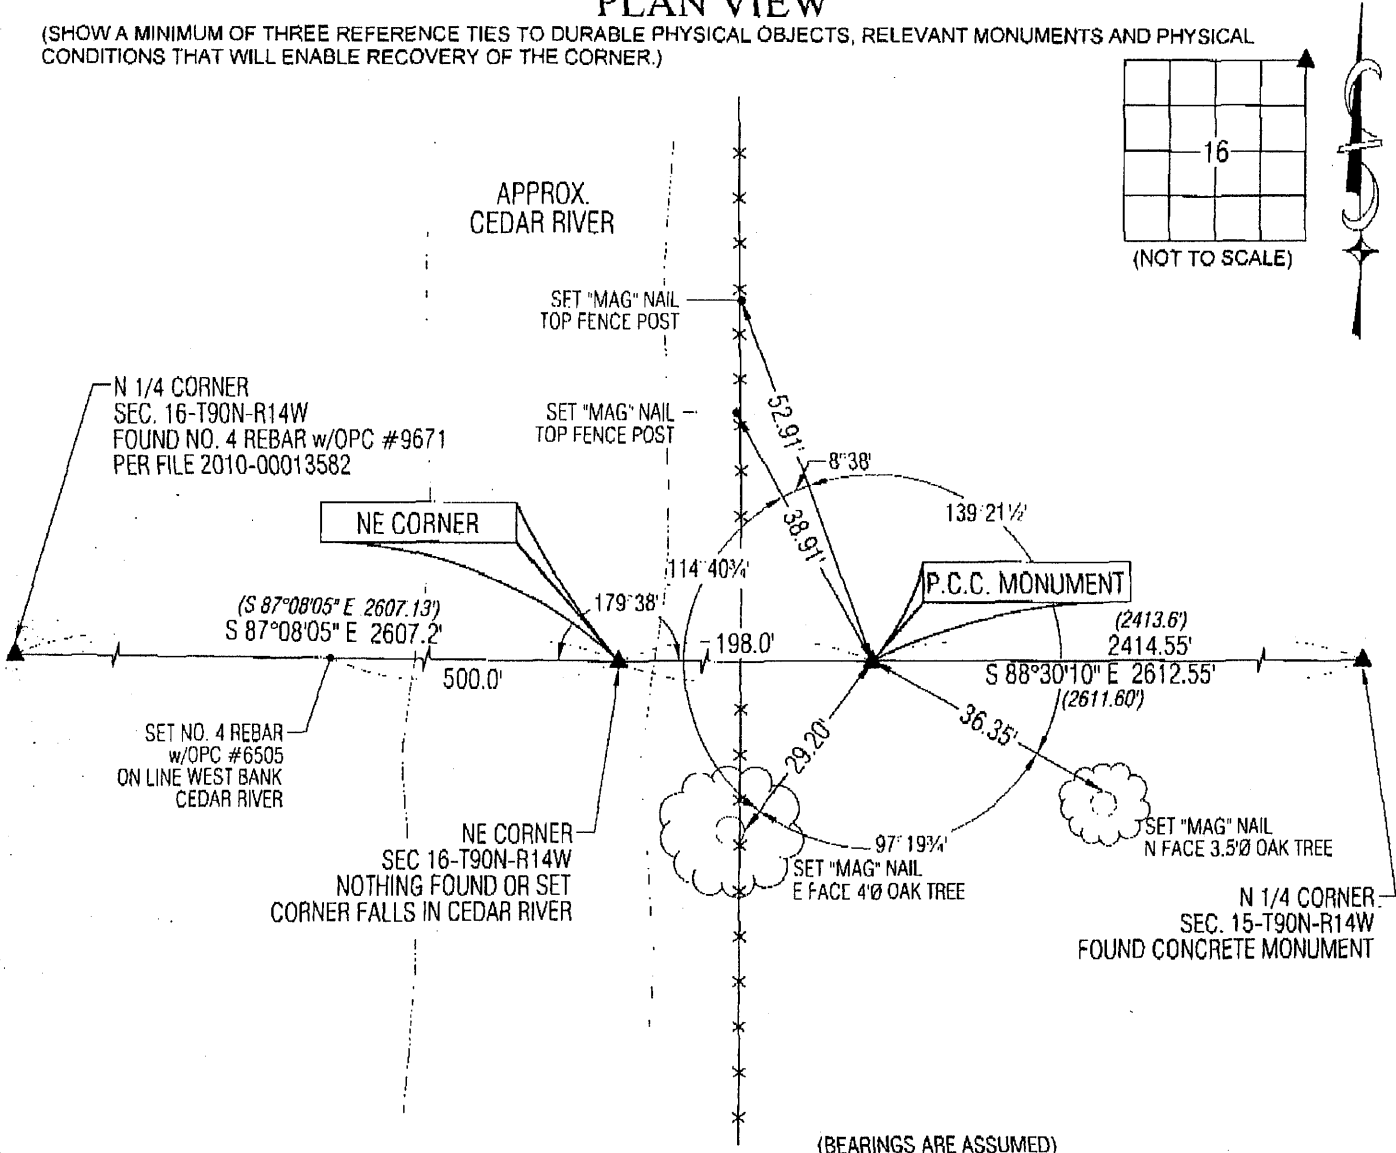 PLAN VIEW
(SHOW A MINIMUM OF THREE REFERENCE TIES TO DURABLE PHYSICAL OBJECTS, RELEVANT MONUMENTS AND PHYSICAL
CONDITIONS THAT WILL ENABLE RECOVERY OF THE CORNER.)
16
(NOT TO SCALE)
APPROX.
CEDAR RIVER
SET "MAG" NAIL
TOP FENCE POST
N 1/4 CORNER
SEC. 16-T90N-R14W
FOUND NO. 4 REBAR w/OPC #9671
PER FILE 2010-00013582
SET "MAG" NAIL
TOP FENCE POST
52.91'
8°38'
38.91'
139°21½'
NE CORNER
114°40¾'
P.C.C. MONUMENT
179°38'
(S 87°08'05" E 2607.13')
S 87°08'05" E 2607.2'
500.0'
198.0'
(2413.6')
2414.55'
S 88°30'10" E 2612.55'
(2611.60')
29.20'
36.35'
SET NO. 4 REBAR
w/OPC #6505
ON LINE WEST BANK
CEDAR RIVER
NE CORNER
SEC 16-T90N-R14W
NOTHING FOUND OR SET
CORNER FALLS IN CEDAR RIVER
97°19¾'
SET "MAG" NAIL
E FACE 4'Ø OAK TREE
SET "MAG" NAIL
N FACE 3.5'Ø OAK TREE
N 1/4 CORNER
SEC. 15-T90N-R14W
FOUND CONCRETE MONUMENT
(BEARINGS ARE ASSUMED)